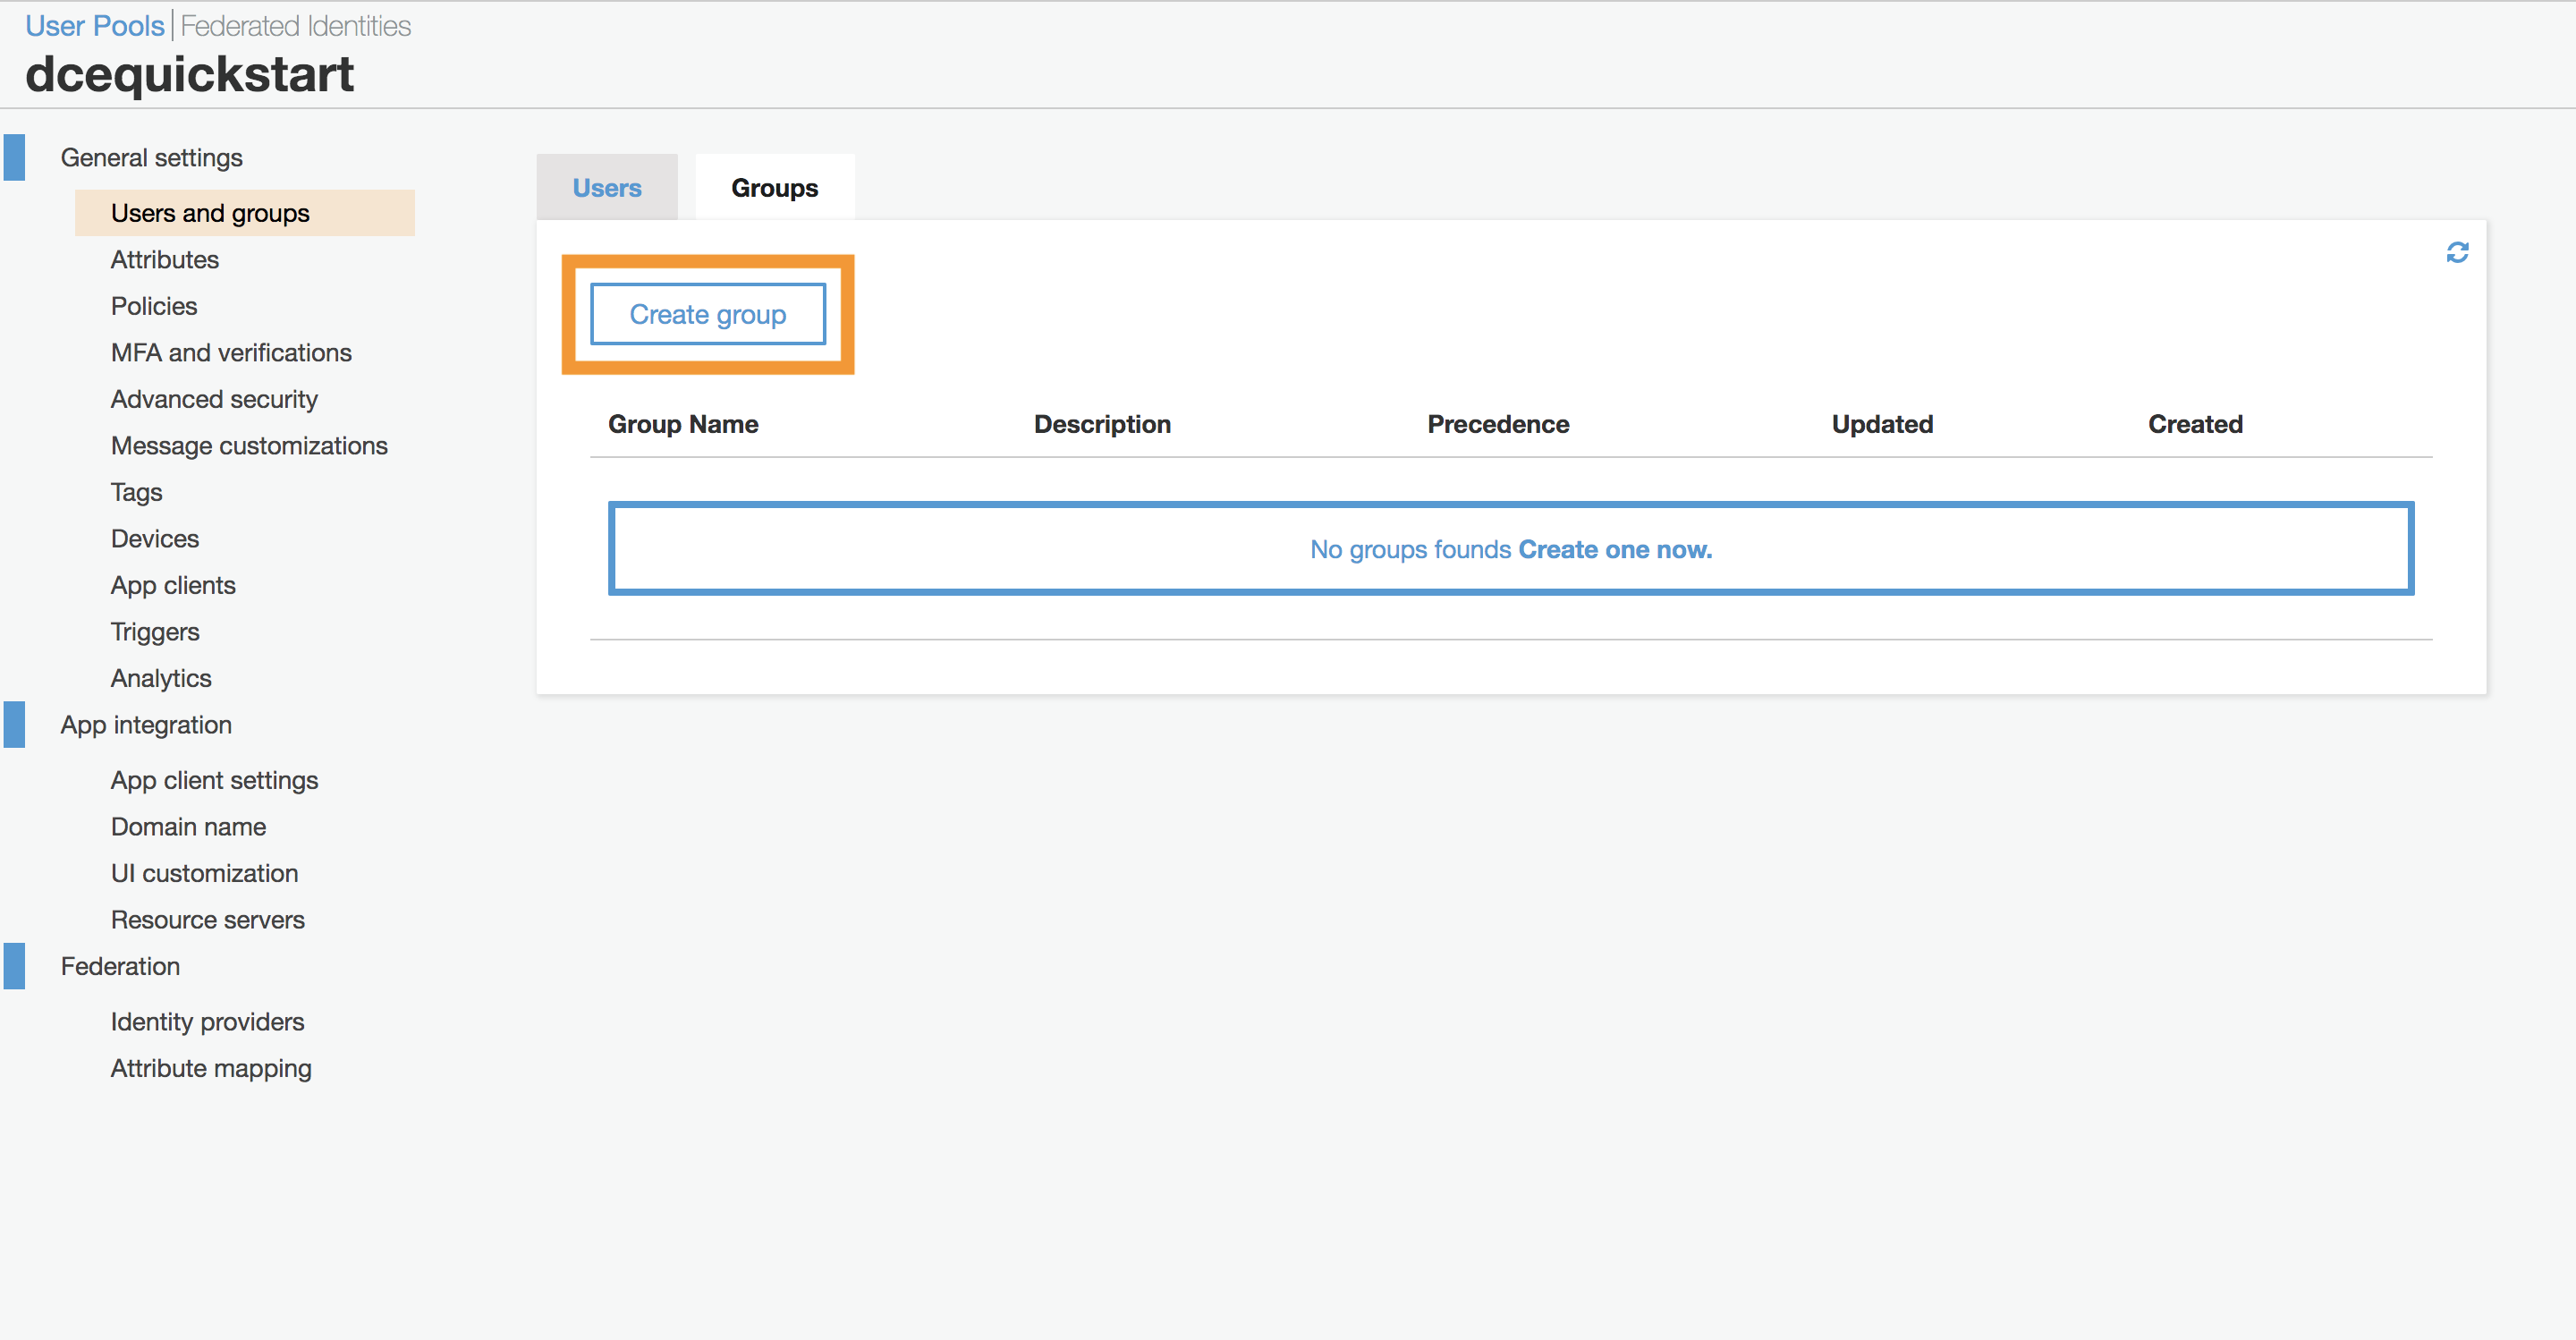 User Pools | Federated Identities
dcequickstart
General settings
Users and groups
Attributes
Policies
MFA and verifications
Advanced security
Message customizations
Tags
Devices
App clients
Triggers
Analytics
App integration
App client settings
Domain name
UI customization
Resource servers
Federation
Identity providers
Attribute mapping
Users Groups
Create group
Group Name Description Precedence Updated Created
No groups founds Create one now.